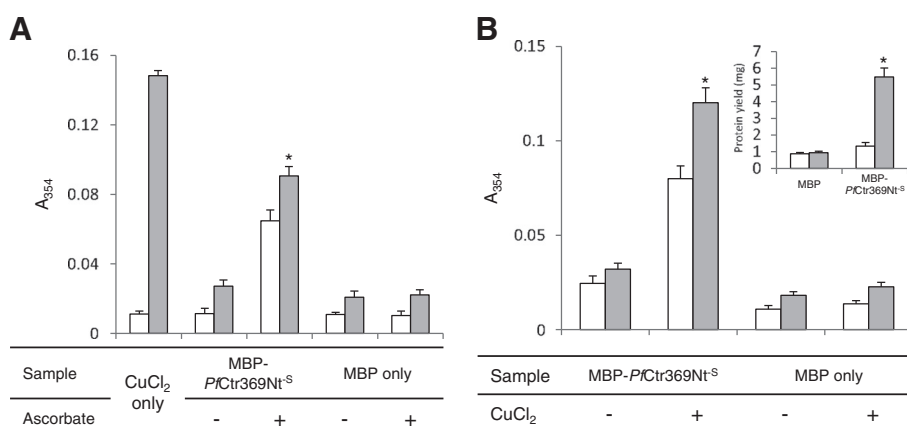 A
0.16
0.12
0.08
0.04
0
A354
*
Sample
CuCl2 only
MBP-
PfCtr369Nt-S
MBP only
Ascorbate
- + - +
B
0.15
0.1
0.05
0
A354
*
7
6
5
4
3
2
1
0
Protein yield (mg)
*
MBP
MBP-
PfCtr369Nt-S
Sample
MBP-PfCtr369Nt-S
MBP only
CuCl2
- + - +